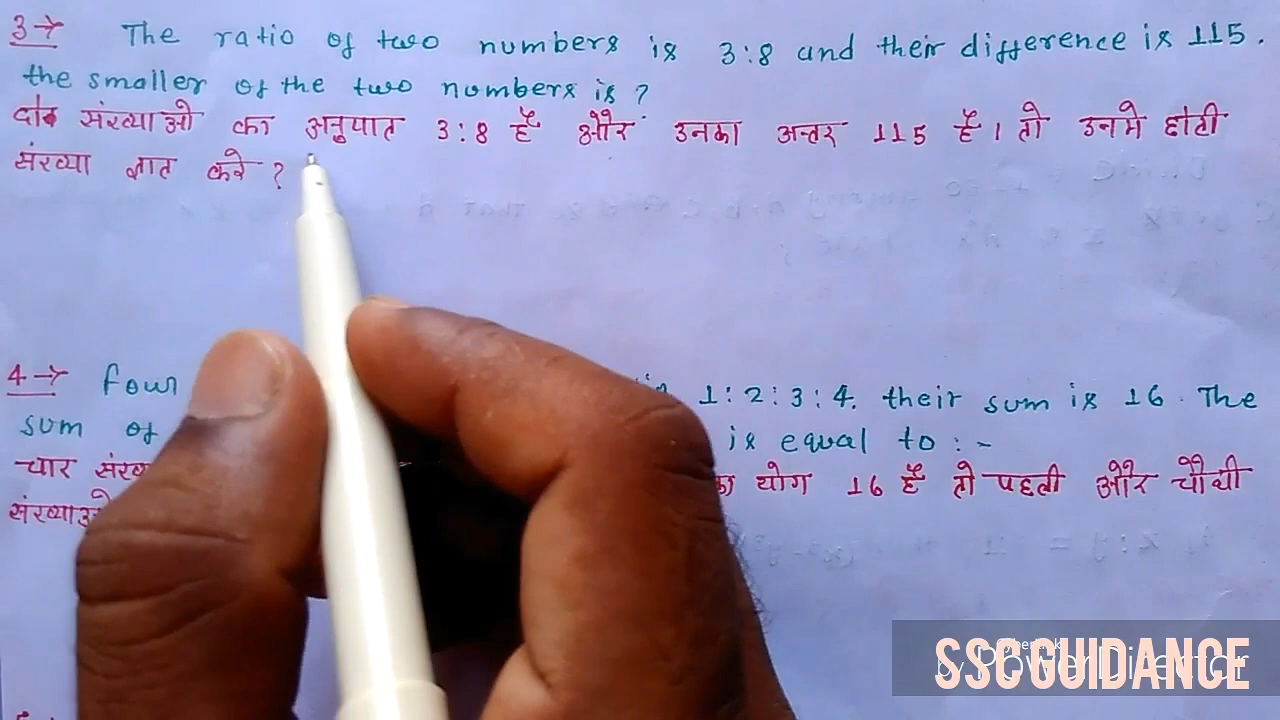 3→ The ratio of two numbers is 3:8 and their difference is 115.
the smaller of the two numbers is?
दो संख्याओ का अनुपात 3:8 है और उनका अन्तर 115 है। तो उनमे छोटी
संख्या ज्ञात करे?
4→ four 1:2:3:4. their sum is 16. The
sum of is equal to :-
चार योग 16 है तो पहली और चौथी
SSCGUIDANCE
by PowerDirector